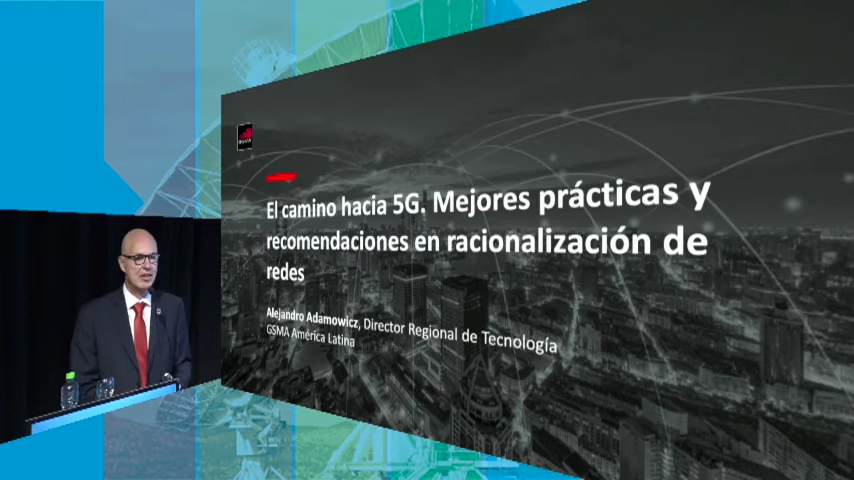 GSMA
El camino hacia 5G. Mejores prácticas y
recomendaciones en racionalización de
redes
Alejandro Adamowicz, Director Regional de Tecnología
GSMA América Latina